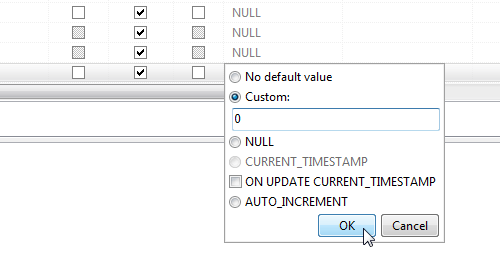 NULL
NULL
NULL
No default value
Custom:
0
NULL
CURRENT_TIMESTAMP
ON UPDATE CURRENT_TIMESTAMP
AUTO_INCREMENT
OK Cancel